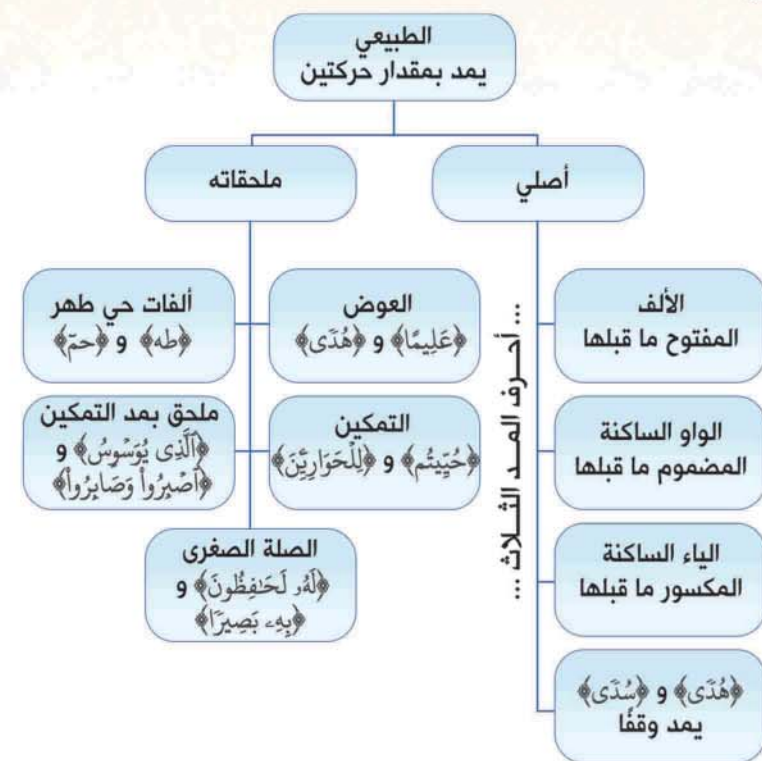 الطبيعي
يمد بمقدار حركتين
أصلي
ملحقاته
الألف
المفتوح ما قبلها
الواو الساكنة
المضموم ما قبلها
الياء الساكنة
المكسور ما قبلها
﴿هُدًى﴾ و ﴿سُدًى﴾
يمد وقفًا
... أحرف المد الثلاث ...
العوض
﴿عَلِيمًا﴾ و ﴿هُدًى﴾
ألفات حي طهر
﴿طه﴾ و ﴿حمٓ﴾
التمكين
﴿حُيِّيتُم﴾ و ﴿لِلْحَوَارِيِّـنَ﴾
ملحق بمد التمكين
﴿ٱلَّذِى يُوَسْوِسُ﴾ و
﴿ٱصْبِرُوا۟ وَصَابِرُوا۟﴾
الصلة الصغرى
﴿لَهُۥ لَحَـٰفِظُونَ﴾ و
﴿بِهِۦ بَصِيرًا﴾